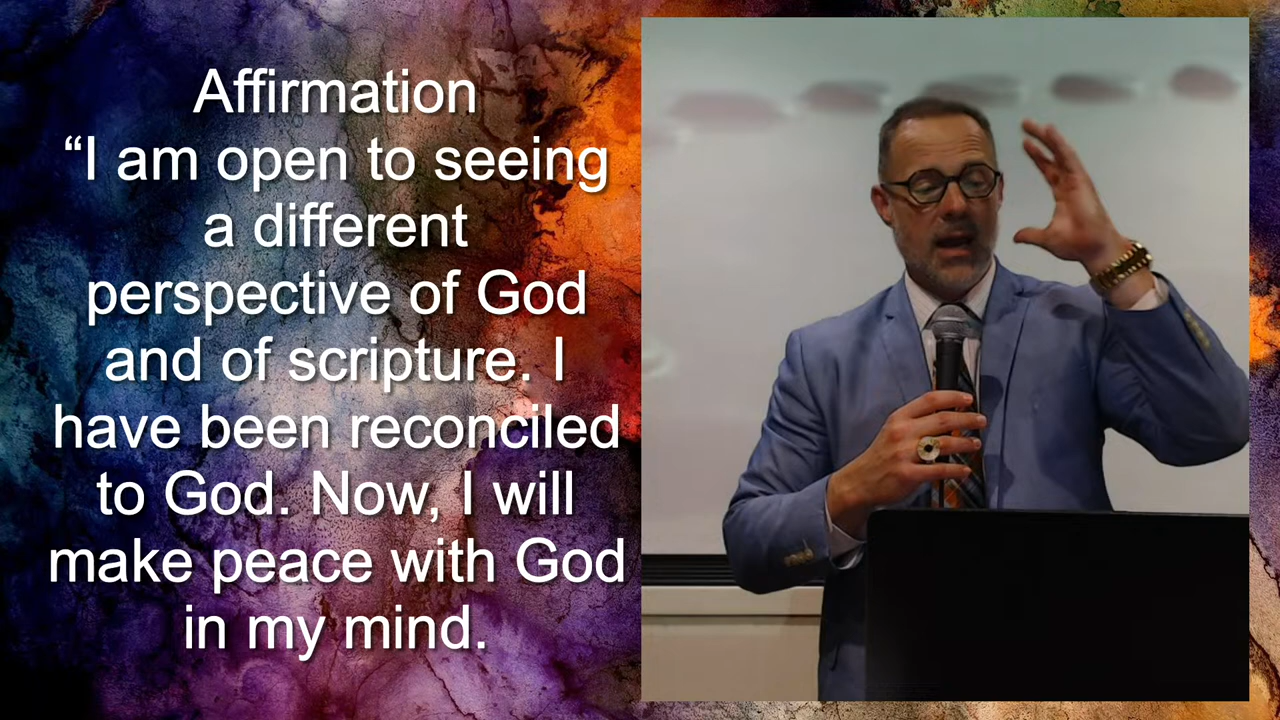 Affirmation
“I am open to seeing
a different
perspective of God
and of scripture. I
have been reconciled
to God. Now, I will
make peace with God
in my mind.